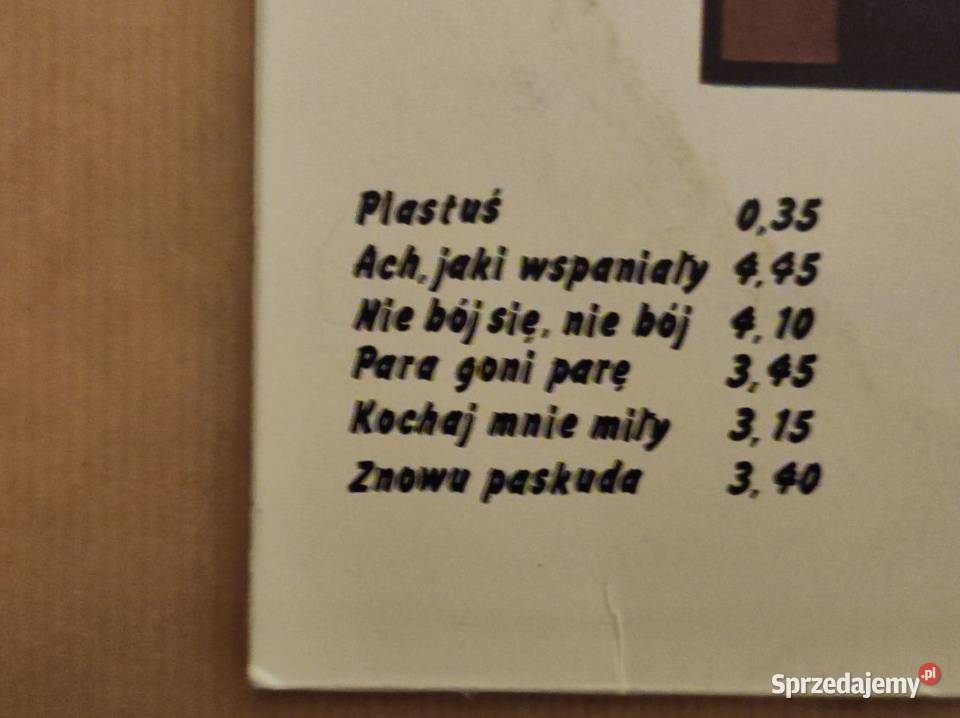 Plastuś 0,35
Ach, jaki wspaniały 4,45
Nie bój się, nie bój 4,10
Para goni parę 3,45
Kochaj mnie miły 3,15
Znowu paskuda 3,40
Sprzedajemy.pl